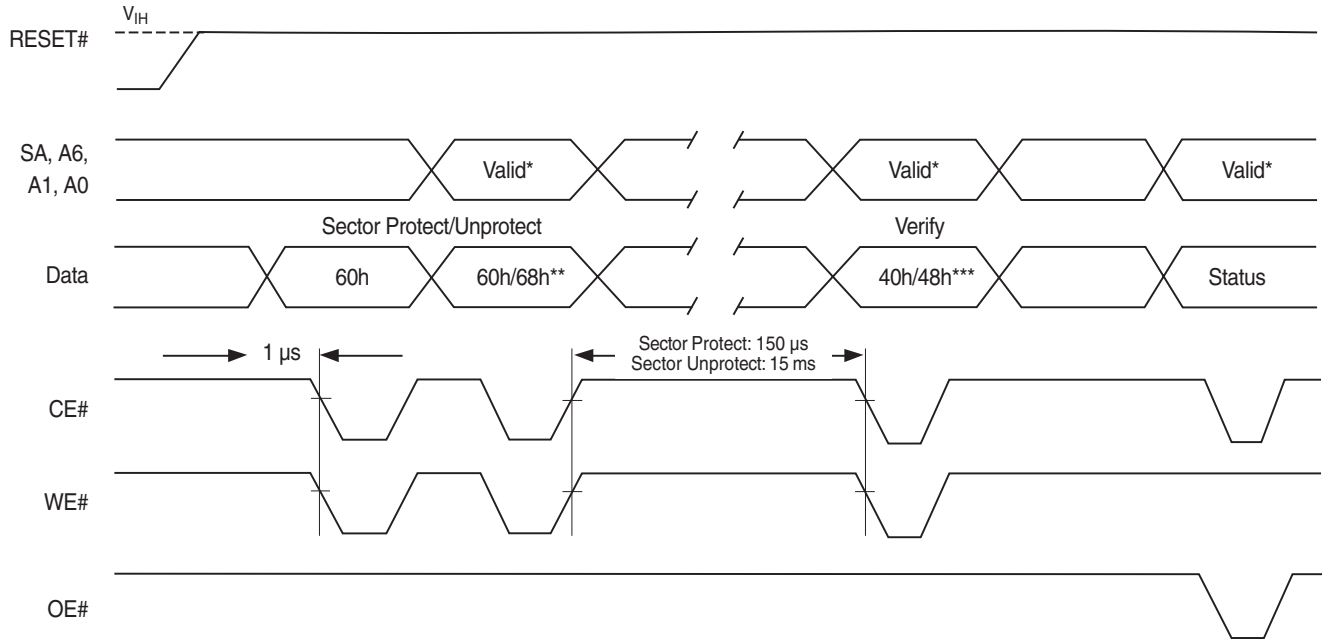 VIH
RESET#
SA, A6,
A1, A0
Valid*
Valid*
Valid*
Sector Protect/Unprotect
Verify
Data
60h
60h/68h**
40h/48h***
Status
1 µs
Sector Protect: 150 µs
Sector Unprotect: 15 ms
CE#
WE#
OE#